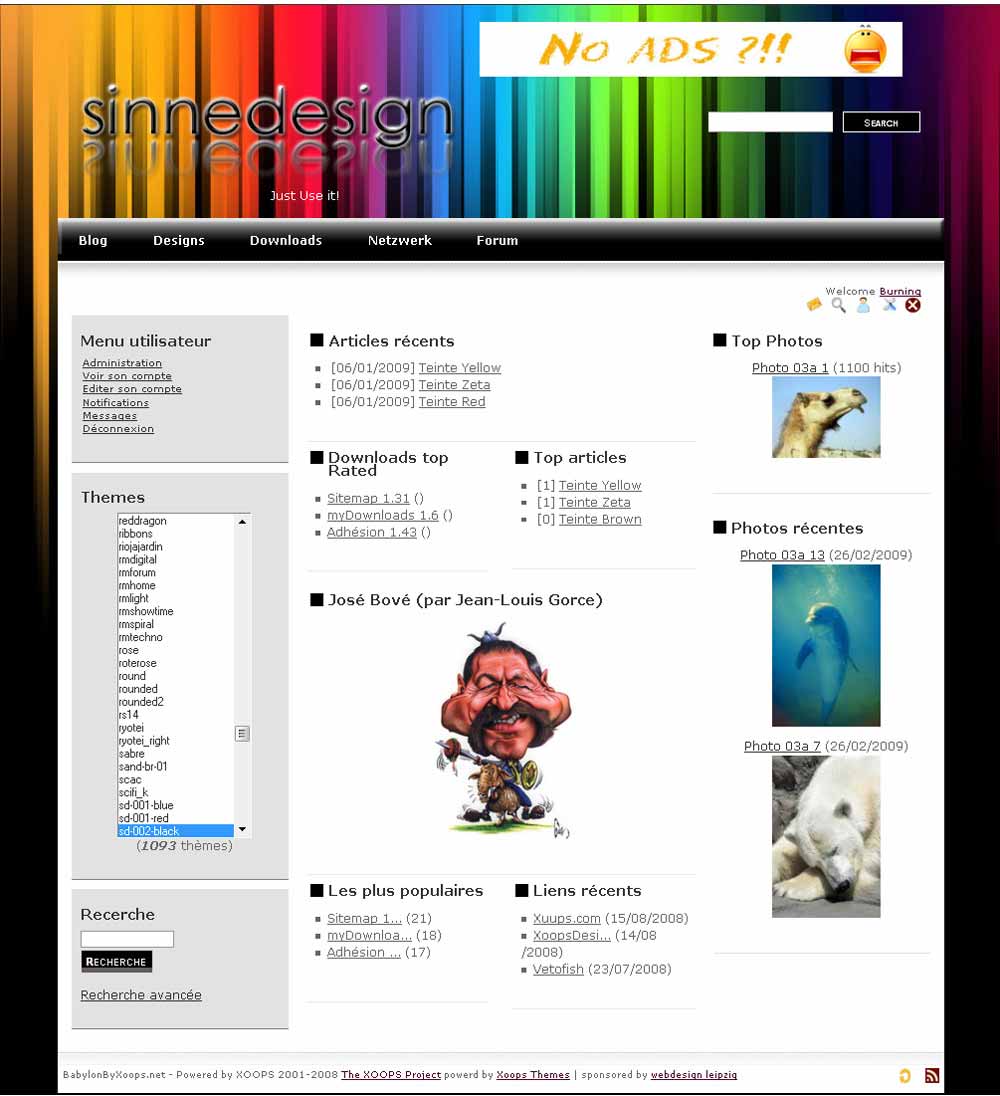 No ads ?!!
sinnedesign
Search
Just Use it!
Blog Designs Downloads Netzwerk Forum
Welcome Burning
Menu utilisateur
Administration
Voir son compte
Editer son compte
Notifications
Messages
Déconnexion
Themes
reddragon
ribbons
riojajardin
rmdigital
rmforum
rmhome
rmlight
rmshowtime
rmspiral
rmtechno
rose
roterose
round
rounded
rounded2
rs14
ryotei
ryotei_right
sabre
sand-br-01
scac
scifi_k
sd-001-blue
sd-001-red
sd-002-black
(1093 thèmes)
Recerche
Recherche
Recherche avancée
Articles récents
[06/01/2009] Teinte Yellow
[06/01/2009] Teinte Zeta
[06/01/2009] Teinte Red
Downloads top
Rated
Sitemap 1.31 ()
myDownloads 1.6 ()
Adhésion 1.43 ()
Top articles
[1] Teinte Yellow
[1] Teinte Zeta
[0] Teinte Brown
José Bové (par Jean-Louis Gorce)
Les plus populaires
Sitemap 1... (21)
myDownloa... (18)
Adhésion ... (17)
Liens récents
Xuups.com (15/08/2008)
XoopsDesi... (14/08
/2008)
Vetofish (23/07/2008)
Top Photos
Photo 03a 1 (1100 hits)
Photos récentes
Photo 03a 13 (26/02/2009)
Photo 03a 7 (26/02/2009)
BabylonByXoops.net - Powered by XOOPS 2001-2008 The XOOPS Project powerd by Xoops Themes | sponsored by webdesign leipzig